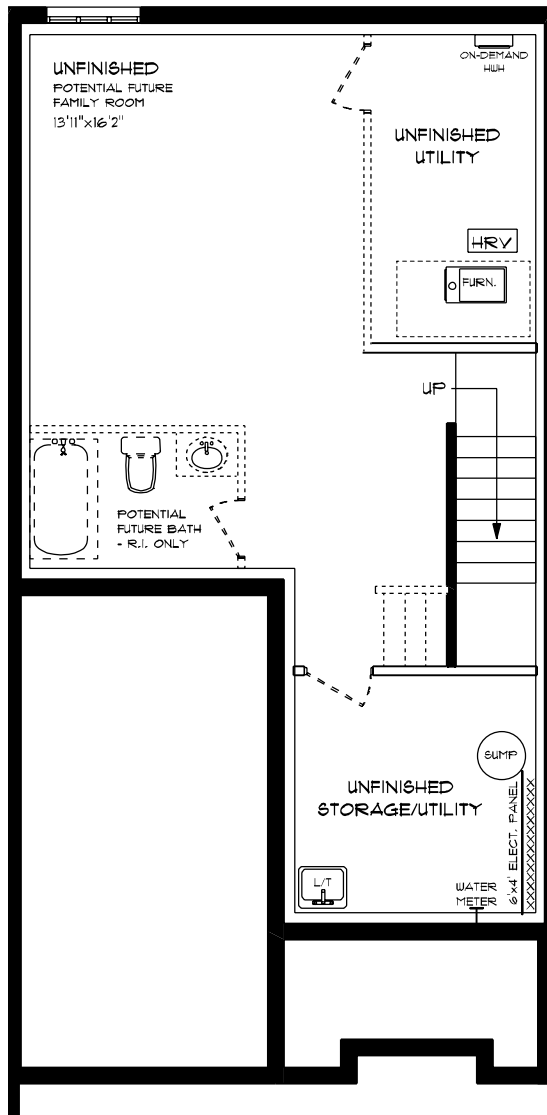 UNFINISHED
POTENTIAL FUTURE
FAMILY ROOM
13'11"x16'2"
ON-DEMAND
HWH
UNFINISHED
UTILITY
HRV
FURN.
UP
POTENTIAL
FUTURE BATH
- R.I. ONLY
SUMP
UNFINISHED
STORAGE/UTILITY
6'x4' ELECT. PANEL
L/T
WATER
METER